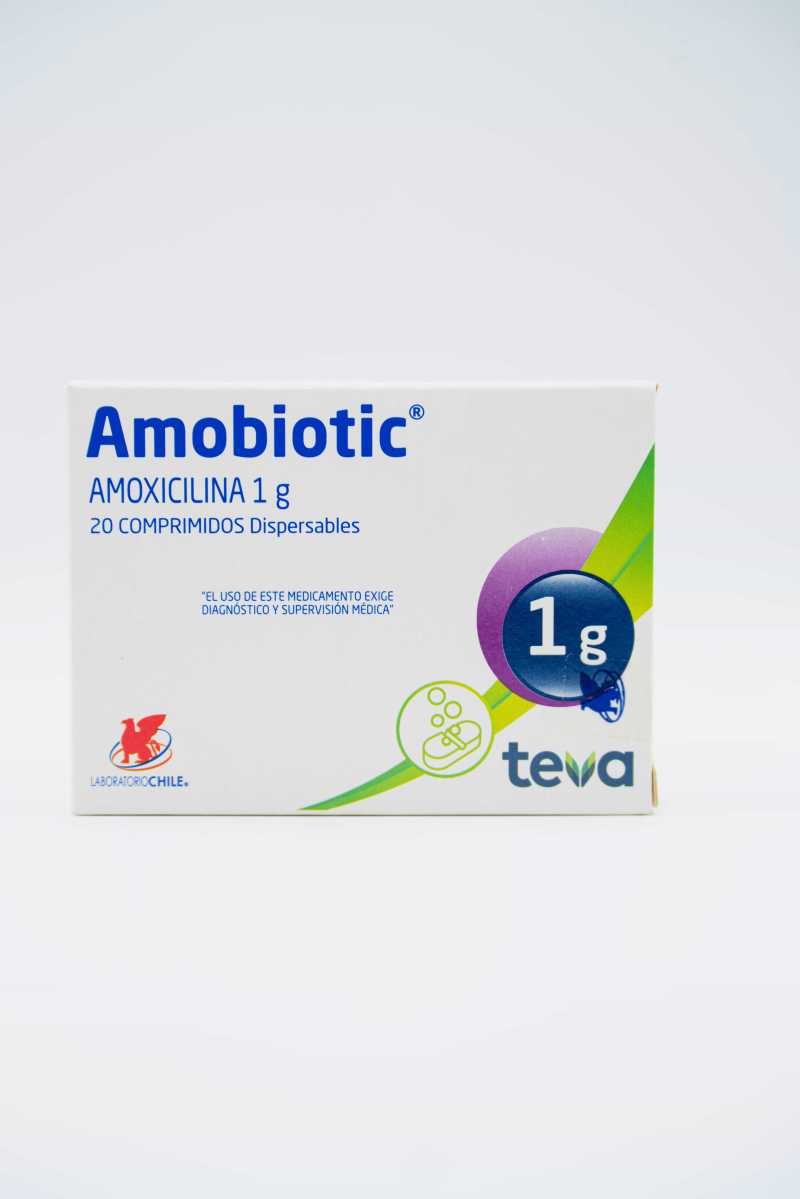 Amobiotic®
AMOXICILINA 1 g
20 COMPRIMIDOS Dispersables
"EL USO DE ESTE MEDICAMENTO EXIGE
DIAGNÓSTICO Y SUPERVISIÓN MÉDICA"
1 g
LABORATORIOCHILE®
teva